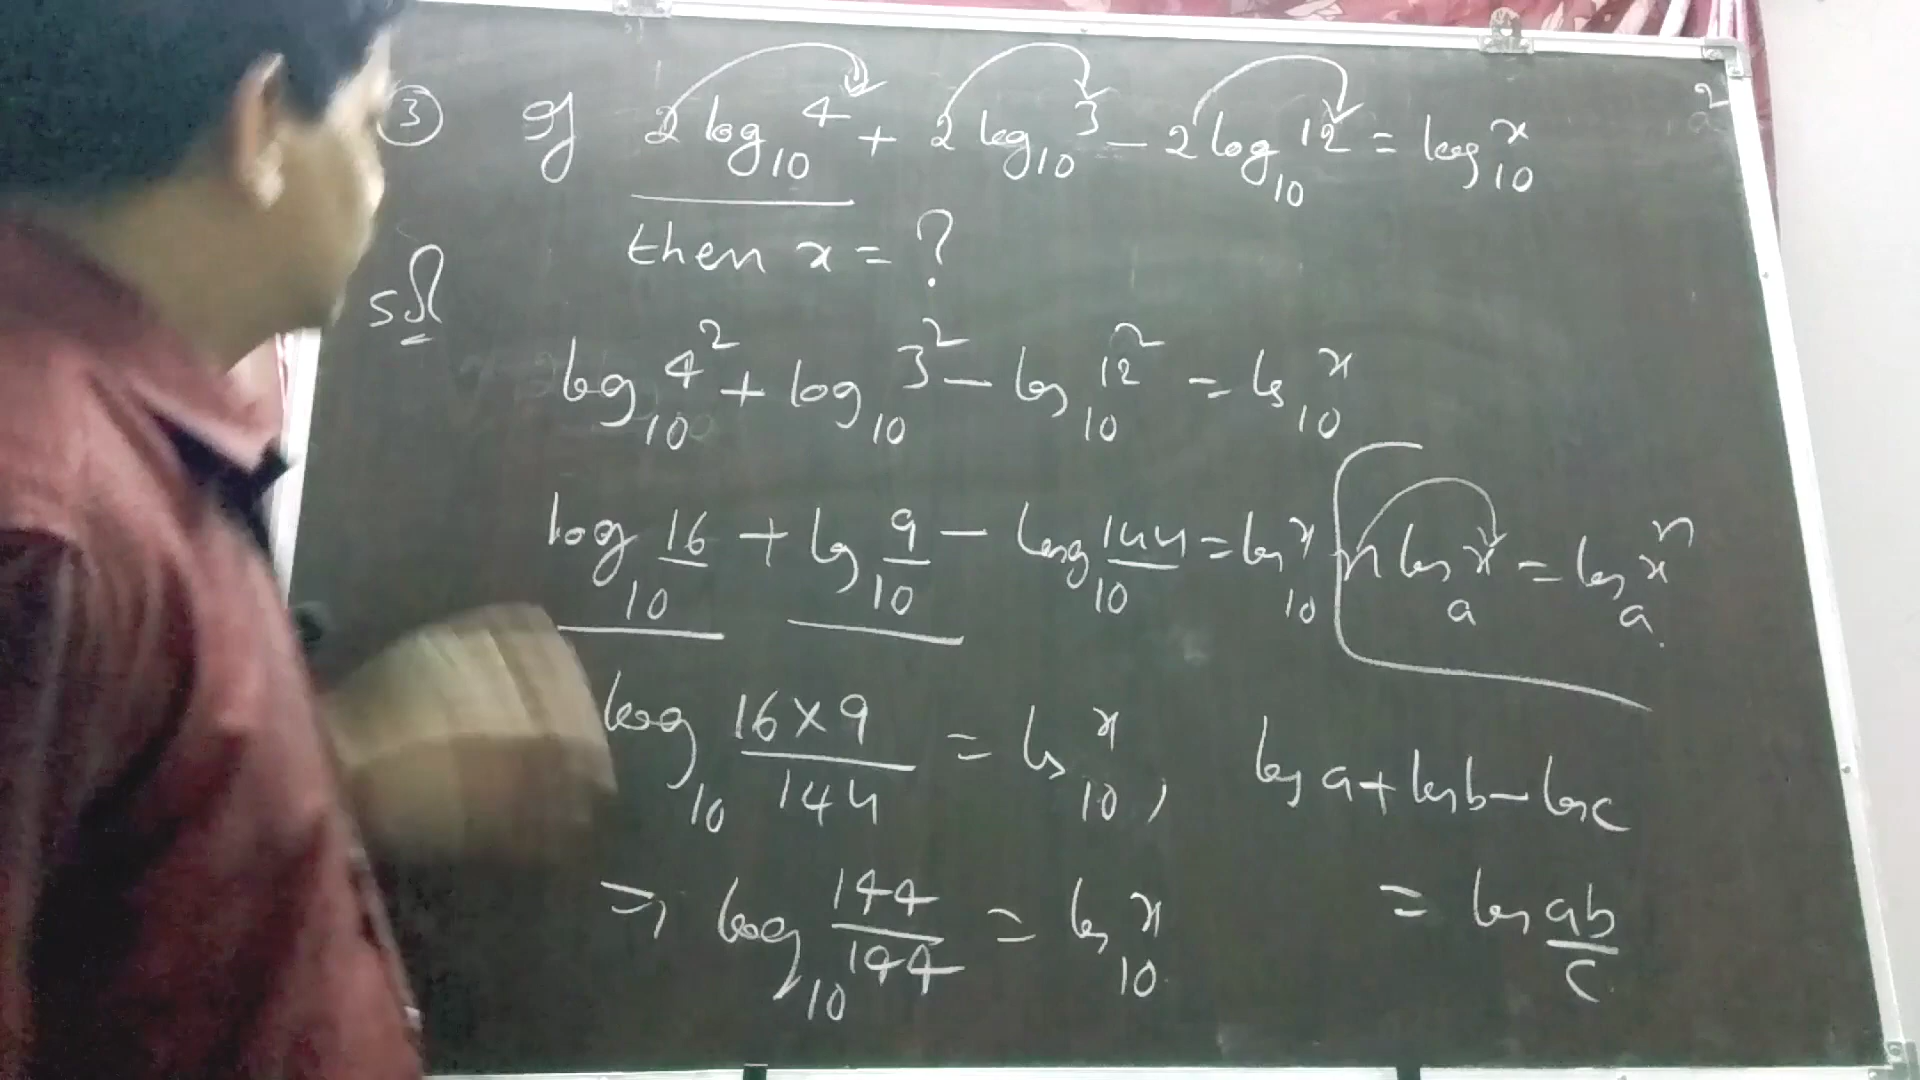 ③ If 2 log₁₀ 4 + 2 log₁₀ 3 − 2 log₁₀ 12 = log₁₀ x
then x = ?
sol
log₁₀ 4² + log₁₀ 3² − log₁₀ 12² = log₁₀ x
log₁₀ 16 + log₁₀ 9 − log₁₀ 144 = log₁₀ x
n logₐ x = logₐ xⁿ
log₁₀ 16×9/144 = log₁₀ x, log a + log b − log c
⇒ log₁₀ 144/144 = log₁₀ x = log ab/c